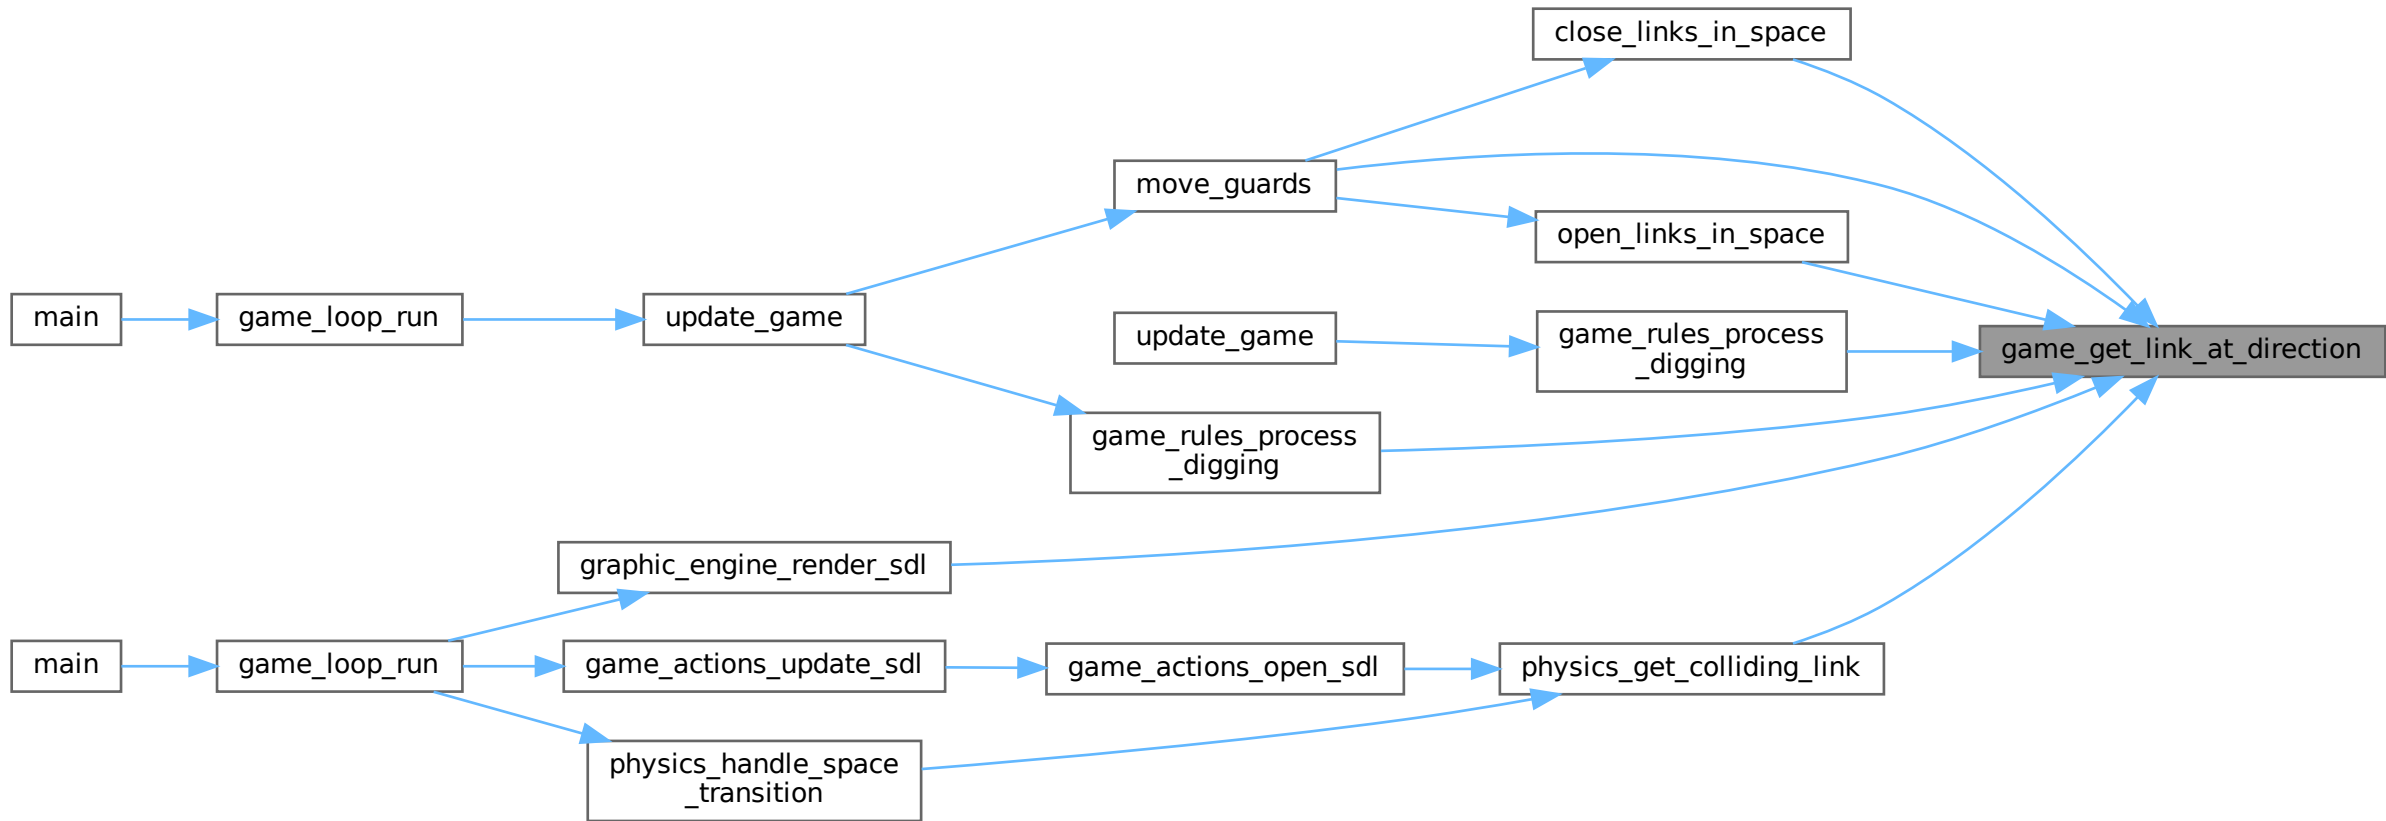 close_links_in_space
move_guards
open_links_in_space
main
game_loop_run
update_game
update_game
game_rules_process
_digging
game_get_link_at_direction
game_rules_process
_digging
graphic_engine_render_sdl
main
game_loop_run
game_actions_update_sdl
game_actions_open_sdl
physics_get_colliding_link
physics_handle_space
_transition